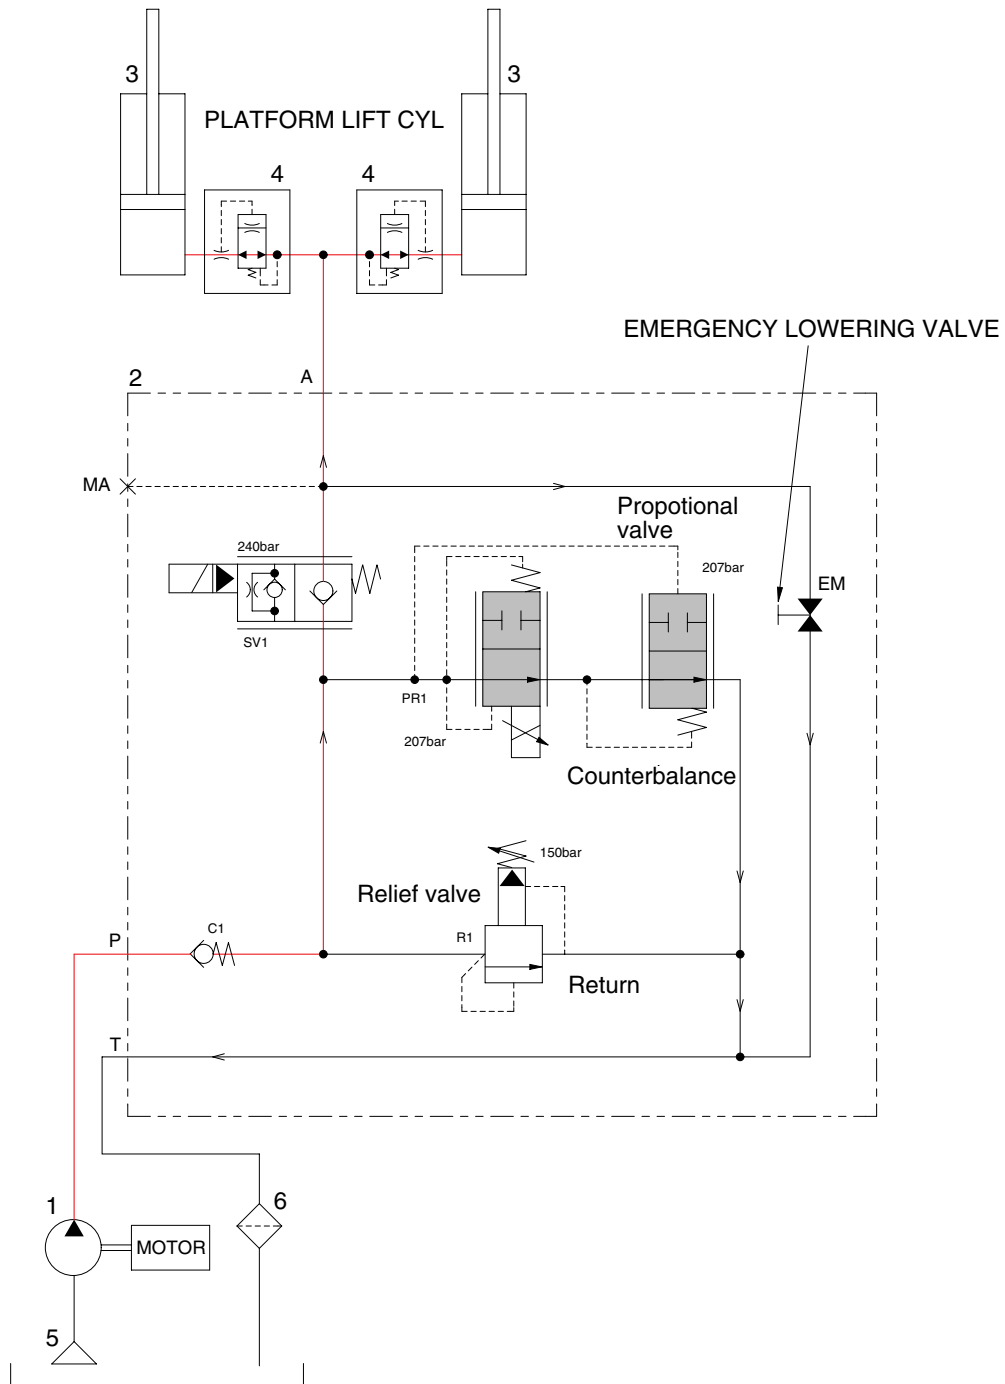 3
3
PLATFORM LIFT CYL
4
4
EMERGENCY LOWERING VALVE
2
A
MA
Propotional
valve
240bar
207bar
EM
SV1
PR1
207bar
Counterbalance
150bar
Relief valve
C1
P
R1
Return
T
1
6
MOTOR
5